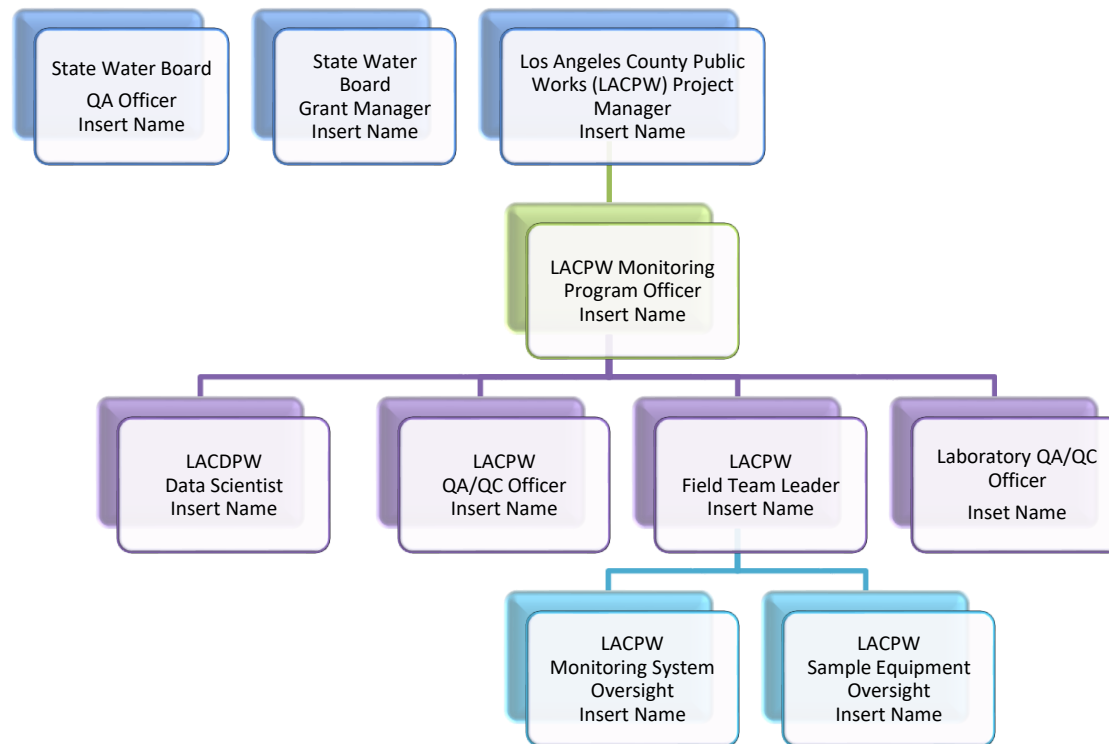 State Water Board
QA Officer
Insert Name
State Water
Board
Grant Manager
Insert Name
Los Angeles County Public
Works (LACPW) Project
Manager
Insert Name
LACPW Monitoring
Program Officer
Insert Name
LACDPW
Data Scientist
Insert Name
LACPW
QA/QC Officer
Insert Name
LACPW
Field Team Leader
Insert Name
Laboratory QA/QC
Officer
Inset Name
LACPW
Monitoring System
Oversight
Insert Name
LACPW
Sample Equipment
Oversight
Insert Name